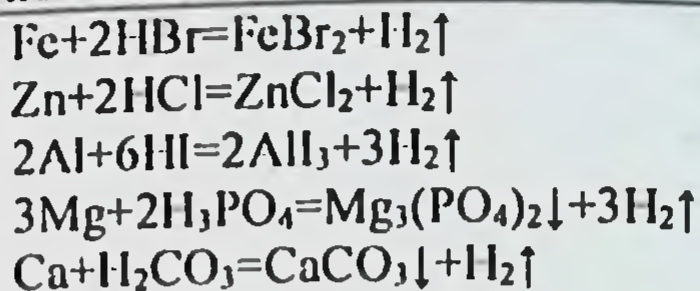 Fe+2HBr=FeBr₂+H₂↑
Zn+2HCl=ZnCl₂+H₂↑
2Al+6HI=2AlI₃+3H₂↑
3Mg+2H₃PO₄=Mg₃(PO₄)₂↓+3H₂↑
Ca+H₂CO₃=CaCO₃↓+H₂↑